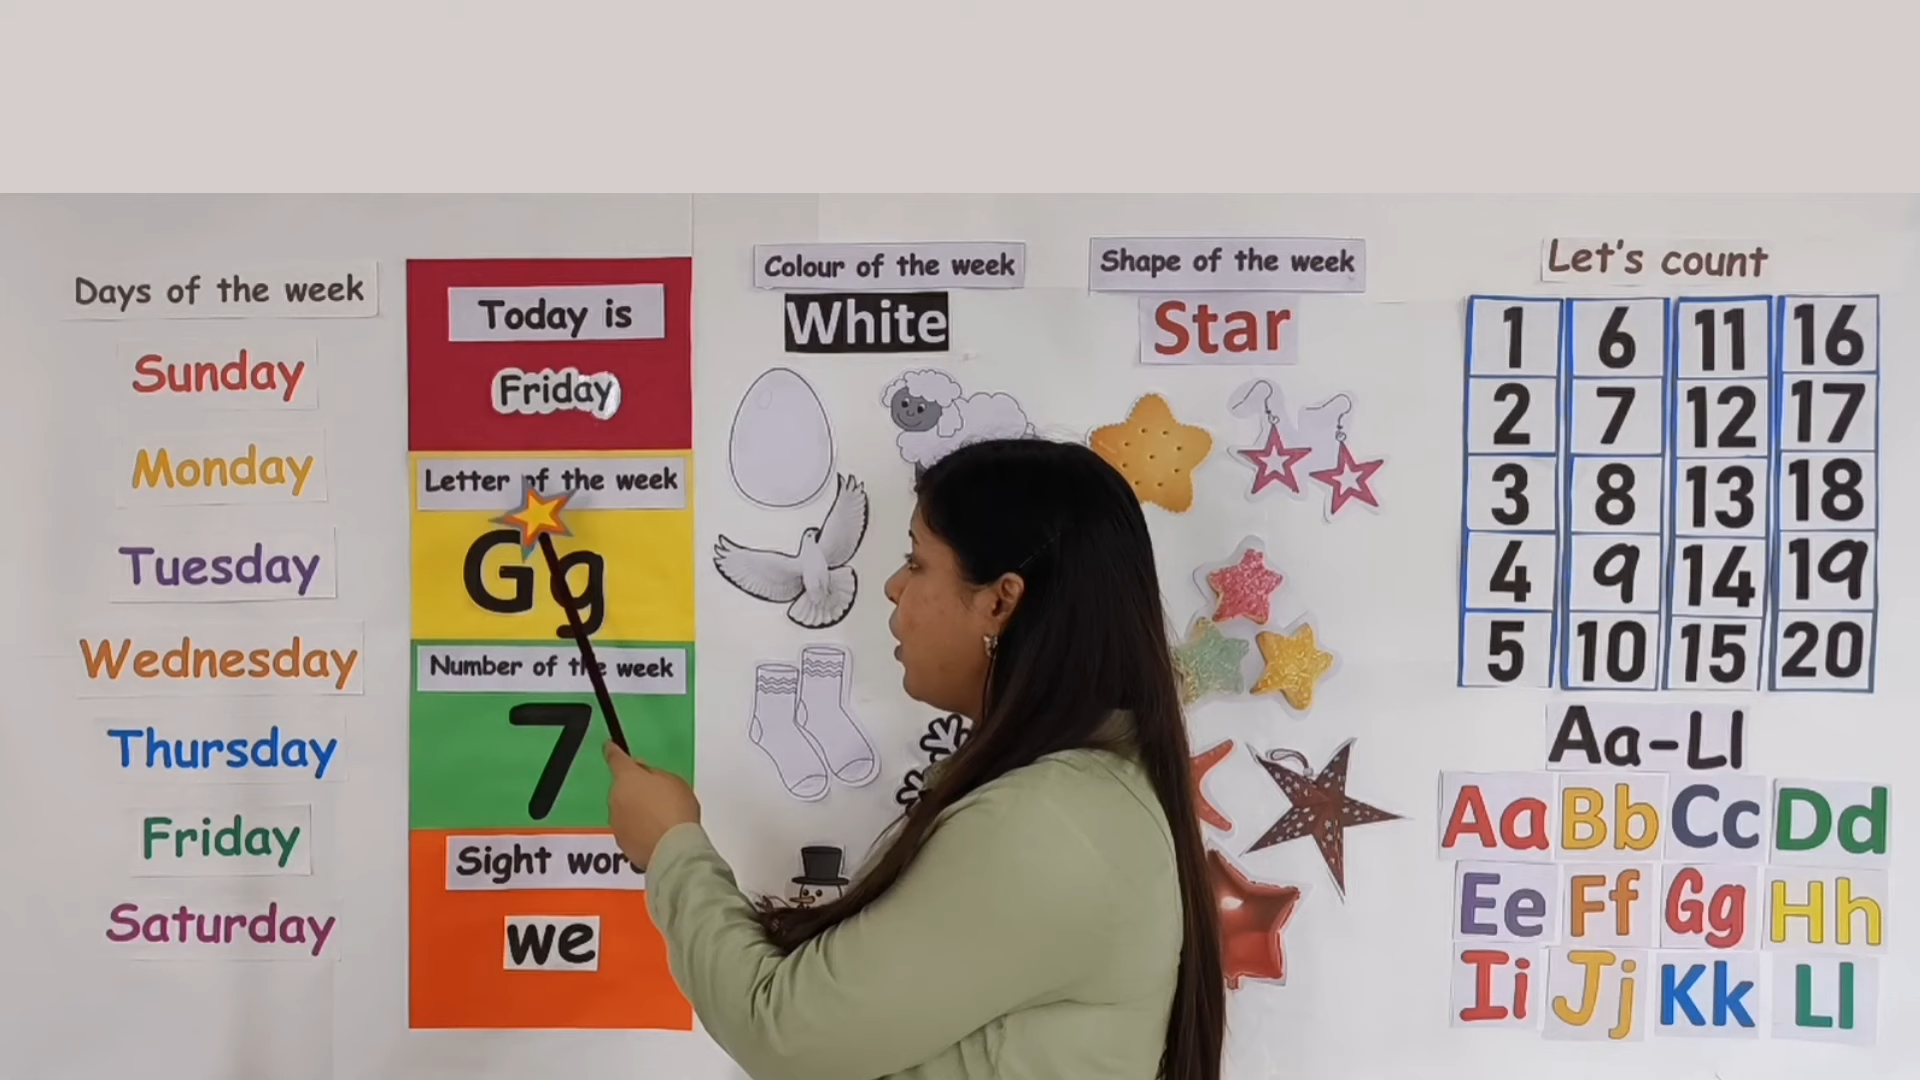 Days of the week
Sunday
Monday
Tuesday
Wednesday
Thursday
Friday
Saturday
Today is
Friday
Letter of the week
Gg
Number of the week
7
Sight word
we
Colour of the week
White
Shape of the week
Star
Let's count
1 6 11 16
2 7 12 17
3 8 13 18
4 9 14 19
5 10 15 20
Aa-Ll
Aa Bb Cc Dd
Ee Ff Gg Hh
Ii Jj Kk Ll